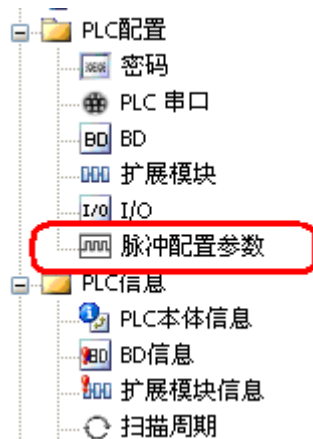 PLC配置
密码
PLC 串口
BD BD
扩展模块
I/O I/O
脉冲配置参数
PLC信息
PLC本体信息
BD BD信息
扩展模块信息
扫描周期